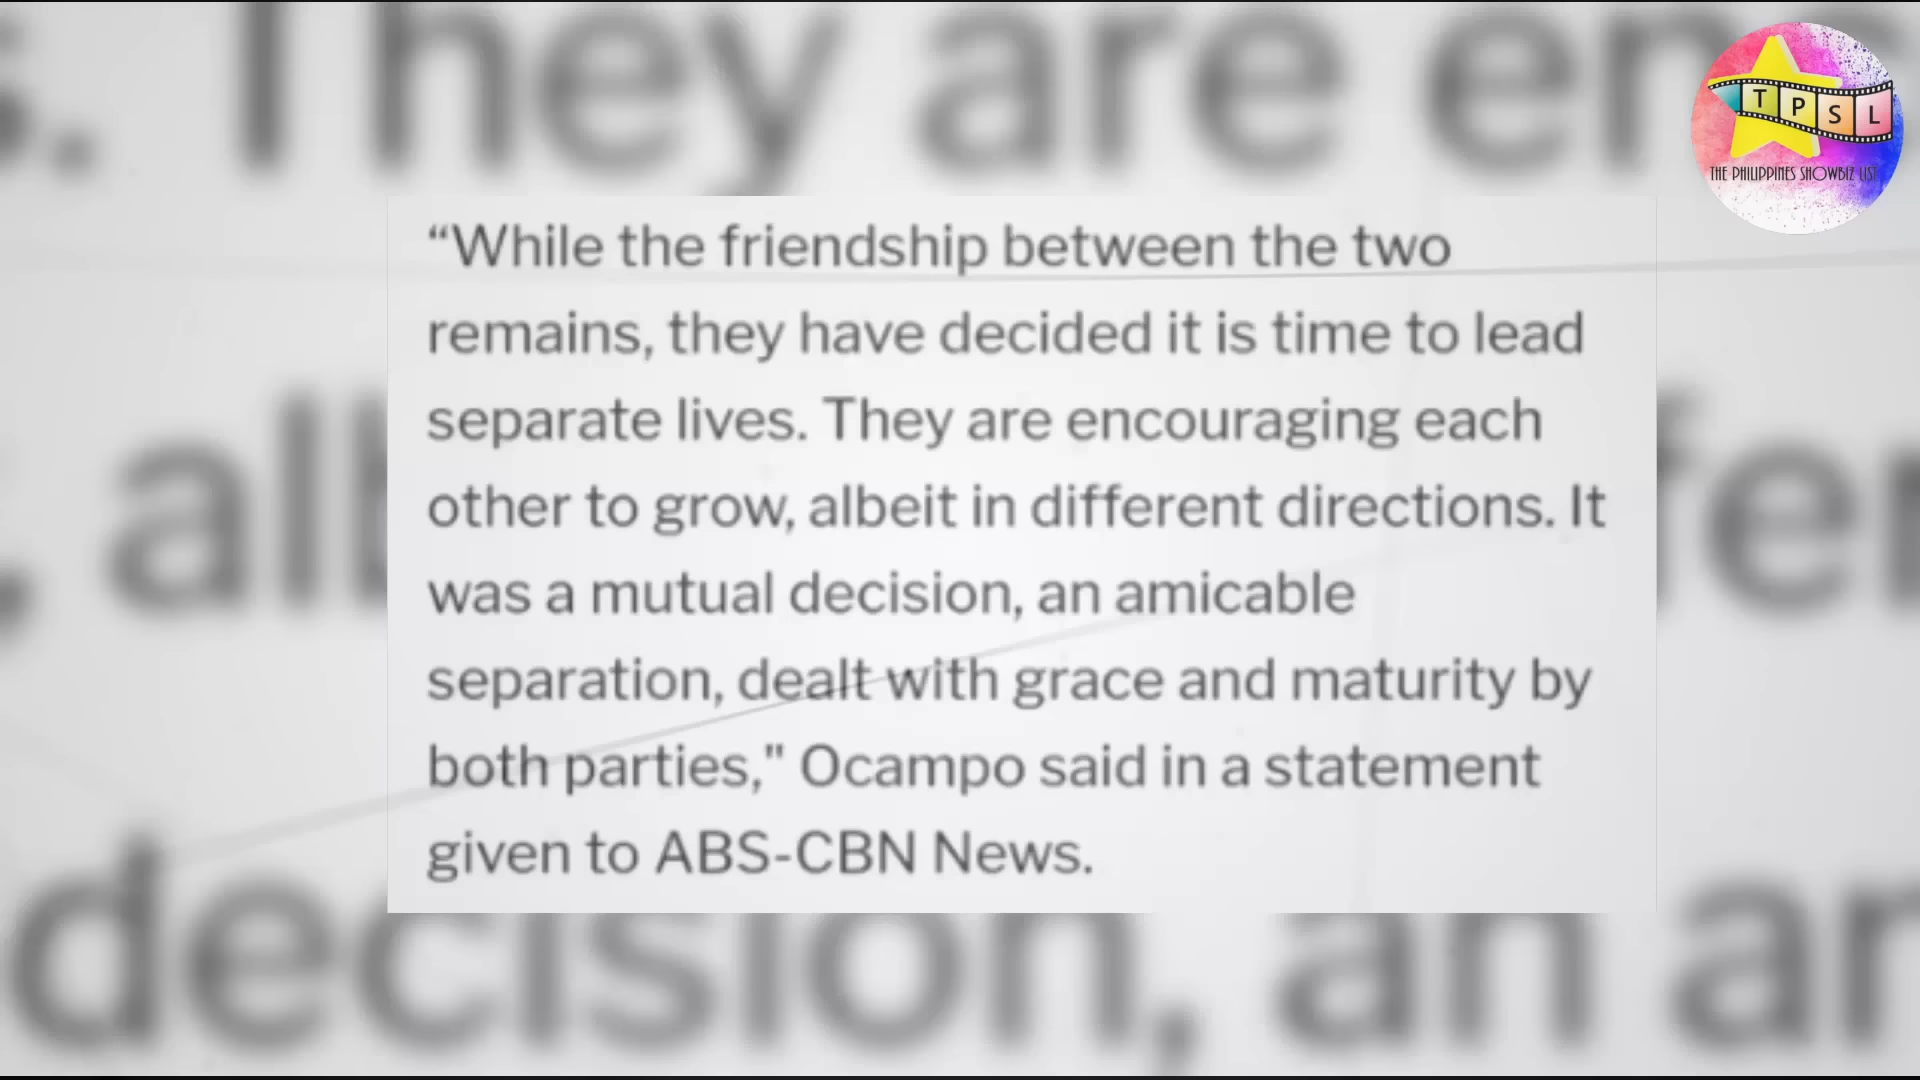 T P S L
THE PHILIPPINES SHOWBIZ LIST
“While the friendship between the two
remains, they have decided it is time to lead
separate lives. They are encouraging each
other to grow, albeit in different directions. It
was a mutual decision, an amicable
separation, dealt with grace and maturity by
both parties," Ocampo said in a statement
given to ABS-CBN News.